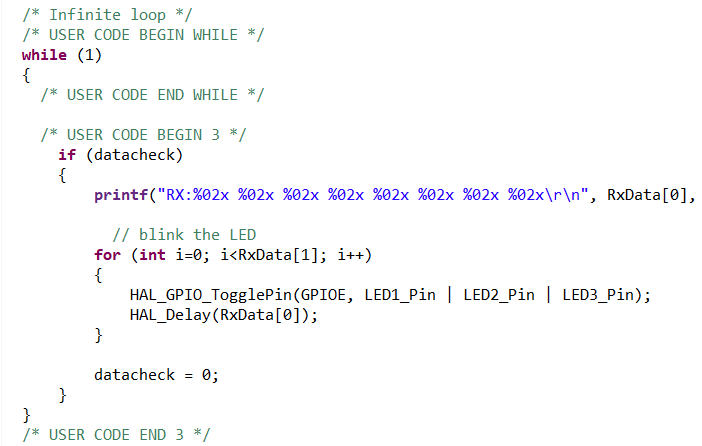 /* Infinite loop */
/* USER CODE BEGIN WHILE */
while (1)
{
/* USER CODE END WHILE */
/* USER CODE BEGIN 3 */
if (datacheck)
{
printf("RX:%02x %02x %02x %02x %02x %02x %02x %02x\r\n", RxData[0],
// blink the LED
for (int i=0; i<RxData[1]; i++)
{
HAL_GPIO_TogglePin(GPIOE, LED1_Pin | LED2_Pin | LED3_Pin);
HAL_Delay(RxData[0]);
}
datacheck = 0;
}
}
/* USER CODE END 3 */